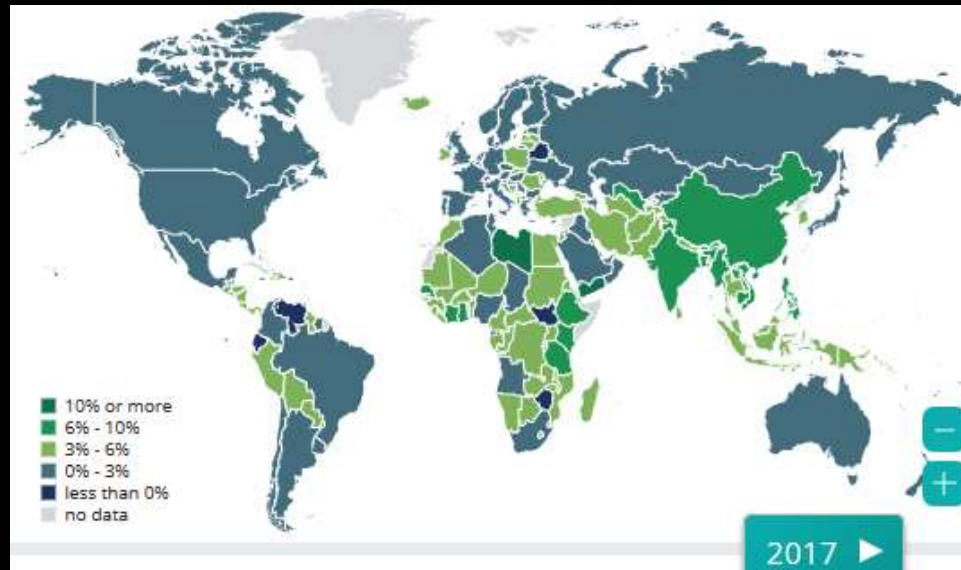 10% or more
6% - 10%
3% - 6%
0% - 3%
less than 0%
no data
2017